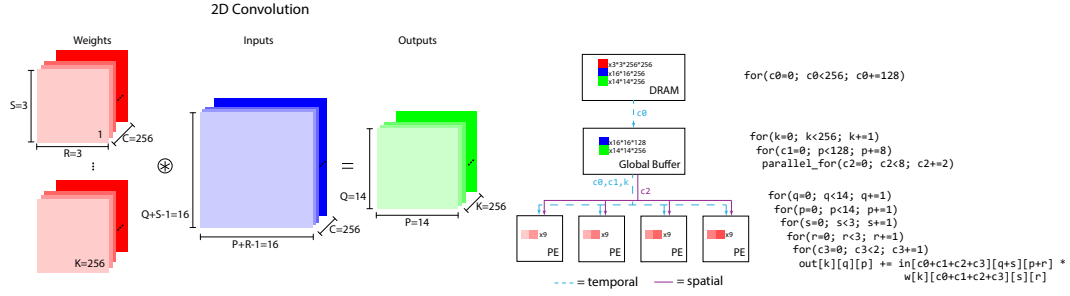 2D Convolution
Weights
Inputs
Outputs
S=3
1
R=3
C=256
...
K=256
...
...
Q+S-1=16
P+R-1=16
C=256
...
=
Q=14
P=14
K=256
...
x3*3*256*256
x16*16*256
x14*14*256
DRAM
c0
x16*16*128
x14*14*256
Global Buffer
c0,c1,k
c2
x9
PE
x9
PE
x9
PE
x9
PE
= temporal
= spatial
for(c0=0; c0<256; c0+=128)
for(k=0; k<256; k+=1)
for(c1=0; p<128; p+=8)
parallel_for(c2=0; c2<8; c2+=2)
for(q=0; q<14; q+=1)
for(p=0; p<14; p+=1)
for(s=0; s<3; s+=1)
for(r=0; r<3; r+=1)
for(c3=0; c3<2; c3+=1)
out[k][q][p] += in[c0+c1+c2+c3][q+s][p+r] *
w[k][c0+c1+c2+c3][s][r]